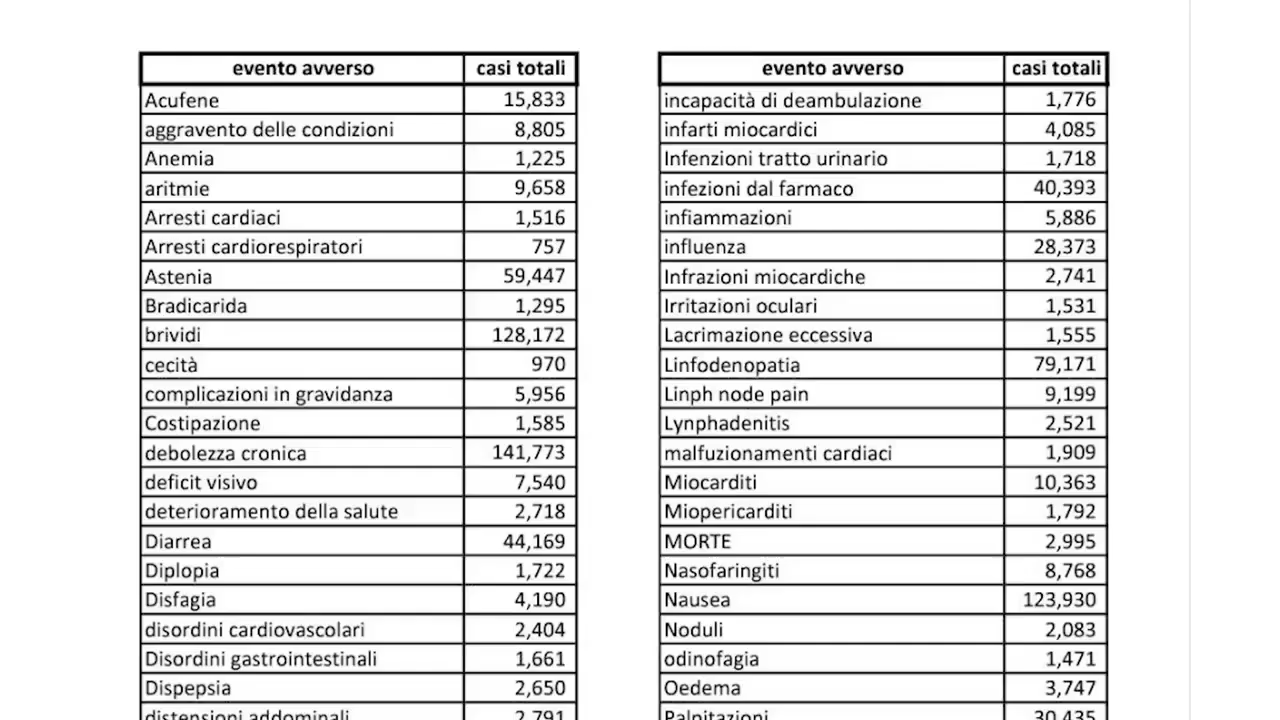 evento avverso casi totali
Acufene 15,833
aggravento delle condizioni 8,805
Anemia 1,225
aritmie 9,658
Arresti cardiaci 1,516
Arresti cardiorespiratori 757
Astenia 59,447
Bradicarida 1,295
brividi 128,172
cecità 970
complicazioni in gravidanza 5,956
Costipazione 1,585
debolezza cronica 141,773
deficit visivo 7,540
deterioramento della salute 2,718
Diarrea 44,169
Diplopia 1,722
Disfagia 4,190
disordini cardiovascolari 2,404
Disordini gastrointestinali 1,661
Dispepsia 2,650
distensioni addominali 2,791
evento avverso casi totali
incapacità di deambulazione 1,776
infarti miocardici 4,085
Infenzioni tratto urinario 1,718
infezioni dal farmaco 40,393
infiammazioni 5,886
influenza 28,373
Infrazioni miocardiche 2,741
Irritazioni oculari 1,531
Lacrimazione eccessiva 1,555
Linfodenopatia 79,171
Linph node pain 9,199
Lynphadenitis 2,521
malfuzionamenti cardiaci 1,909
Miocarditi 10,363
Miopericarditi 1,792
MORTE 2,995
Nasofaringiti 8,768
Nausea 123,930
Noduli 2,083
odinofagia 1,471
Oedema 3,747
Palpitazioni 30,435